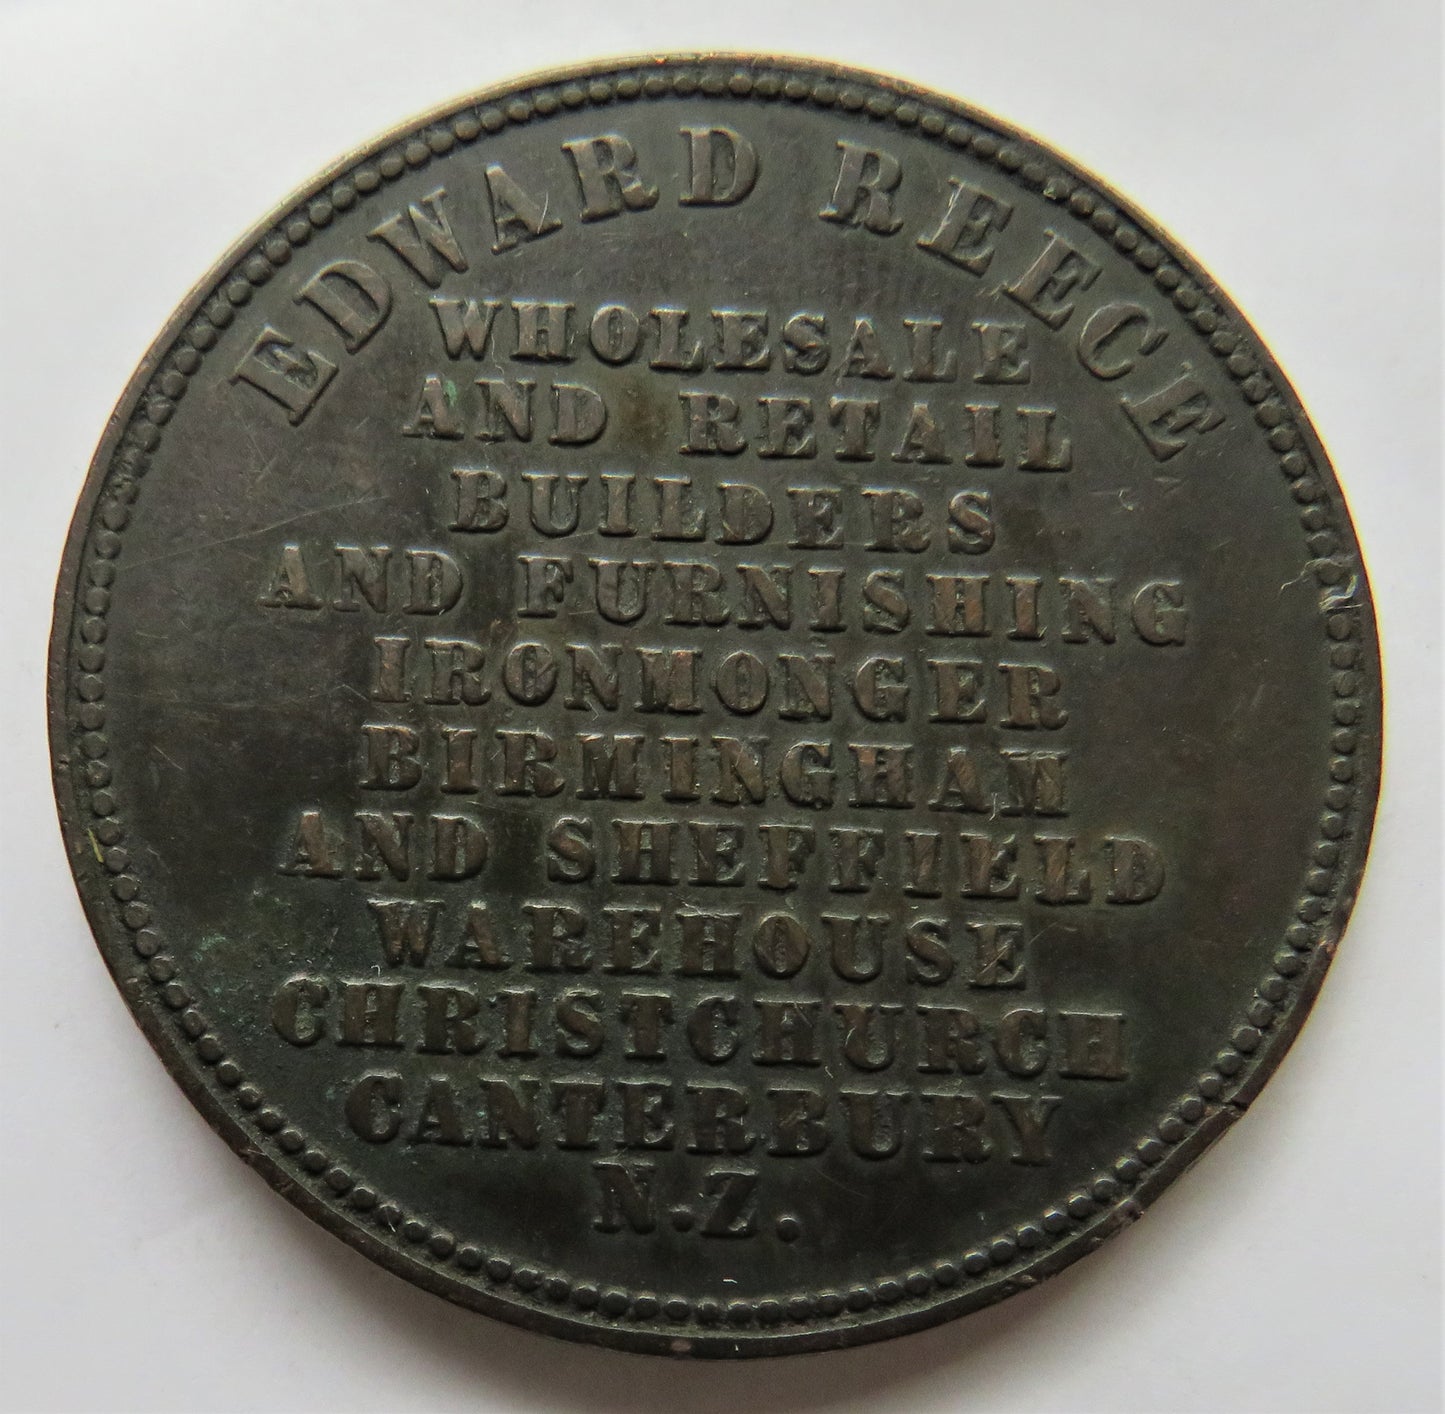 EDWARD REECE
WHOLESALE
AND RETAIL
BUILDERS
AND FURNISHING
IRONMONGER
BIRMINGHAM
AND SHEFFIELD
WAREHOUSE
CHRISTCHURCH
CANTERBURY
N.Z.